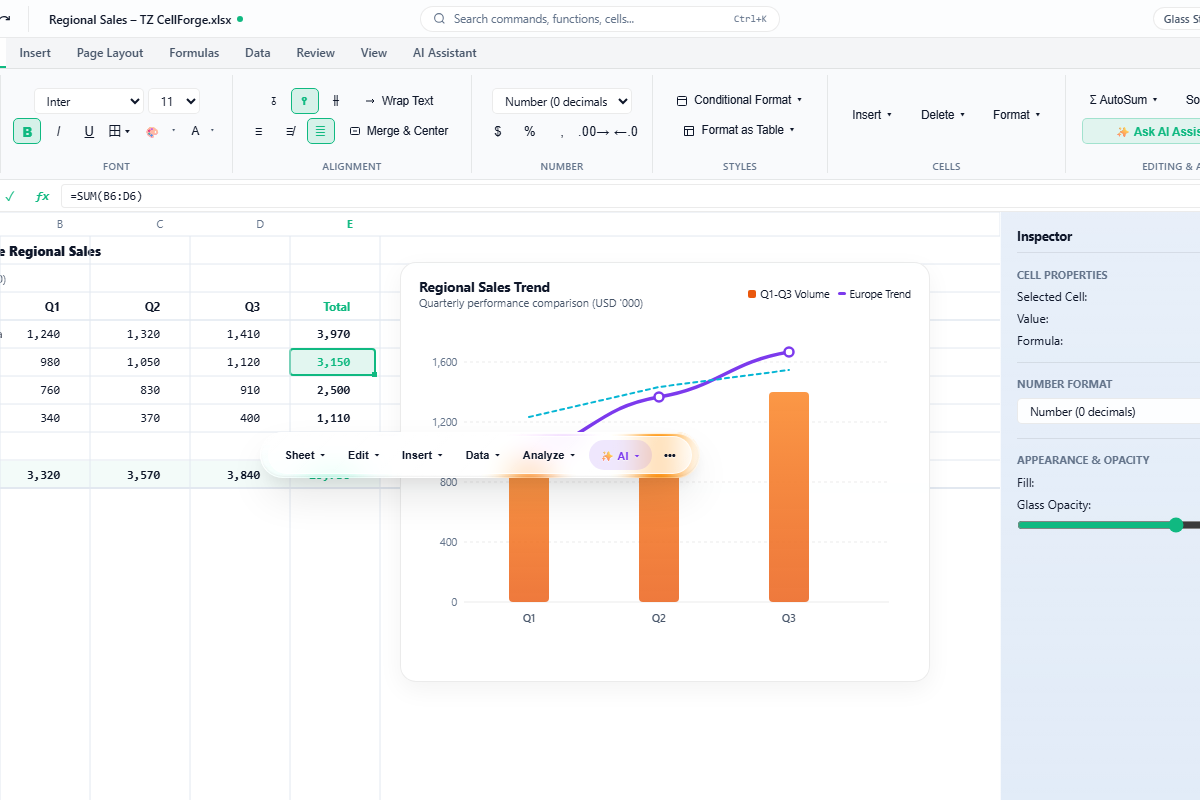 Regional Sales – TZ CellForge.xlsx
Search commands, functions, cells... Ctrl+K
Glass
Insert Page Layout Formulas Data Review View AI Assistant
Inter 11 Wrap Text Number (0 decimals Conditional Format Σ AutoSum
B I U A Merge & Center $ % , .00→ ←.0 Format as Table Insert Delete Format Ask AI
FONT ALIGNMENT NUMBER STYLES CELLS EDITING &
fx =SUM(B6:D6)
B C D E
Regional Sales
Q1 Q2 Q3 Total
1,240 1,320 1,410 3,970
980 1,050 1,120 3,150
760 830 910 2,500
340 370 400 1,110
3,320 3,570 3,840
Regional Sales Trend
Quarterly performance comparison (USD '000)
Q1-Q3 Volume Europe Trend
1,600
1,200
800
400
0
Q1 Q2 Q3
Sheet Edit Insert Data Analyze AI •••
Inspector
CELL PROPERTIES
Selected Cell:
Value:
Formula:
NUMBER FORMAT
Number (0 decimals)
APPEARANCE & OPACITY
Fill:
Glass Opacity: